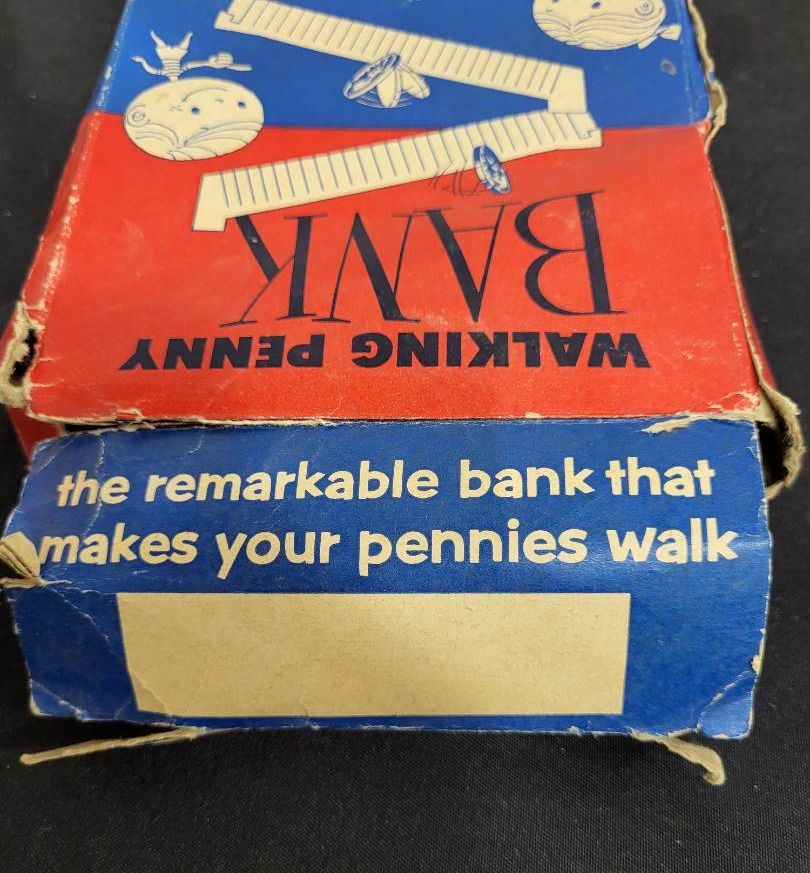 BANK
WALKING PENNY
the remarkable bank that
makes your pennies walk